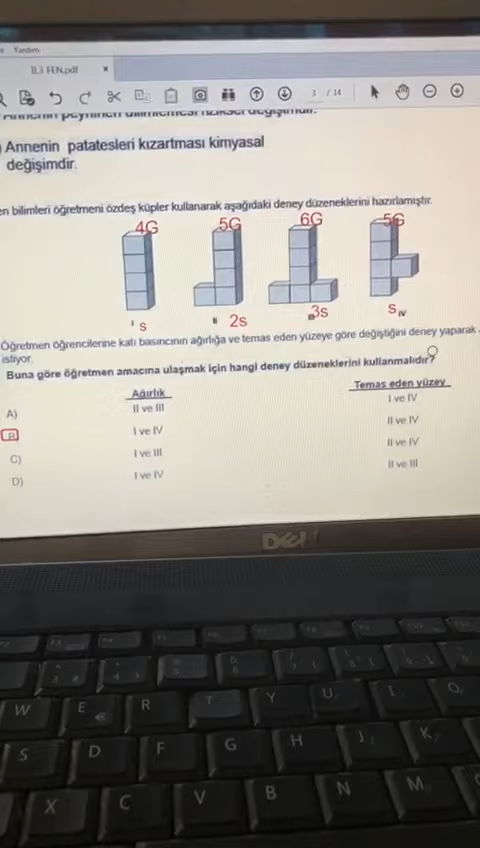 Yardım
II.3 FEN.pdf ×
3 / 14
Annenin patatesleri kızartması kimyasal
değişimdir.
en bilimleri öğretmeni özdeş küpler kullanarak aşağıdaki deney düzeneklerini hazırlamıştır.
4G 5G 6G 5G
I S II 2s 3s S IV
Öğretmen öğrencilerine katı basıncının ağırlığa ve temas eden yüzeye göre değiştiğini deney yaparak
istiyor.
Buna göre öğretmen amacına ulaşmak için hangi deney düzeneklerini kullanmalıdır?
Ağırlık Temas eden yüzey
A) II ve III I ve IV
B) I ve IV II ve IV
C) I ve III II ve IV
D) I ve IV II ve III
DELL
W E € R T Y U I O
S D F G H J K
X C V B N M